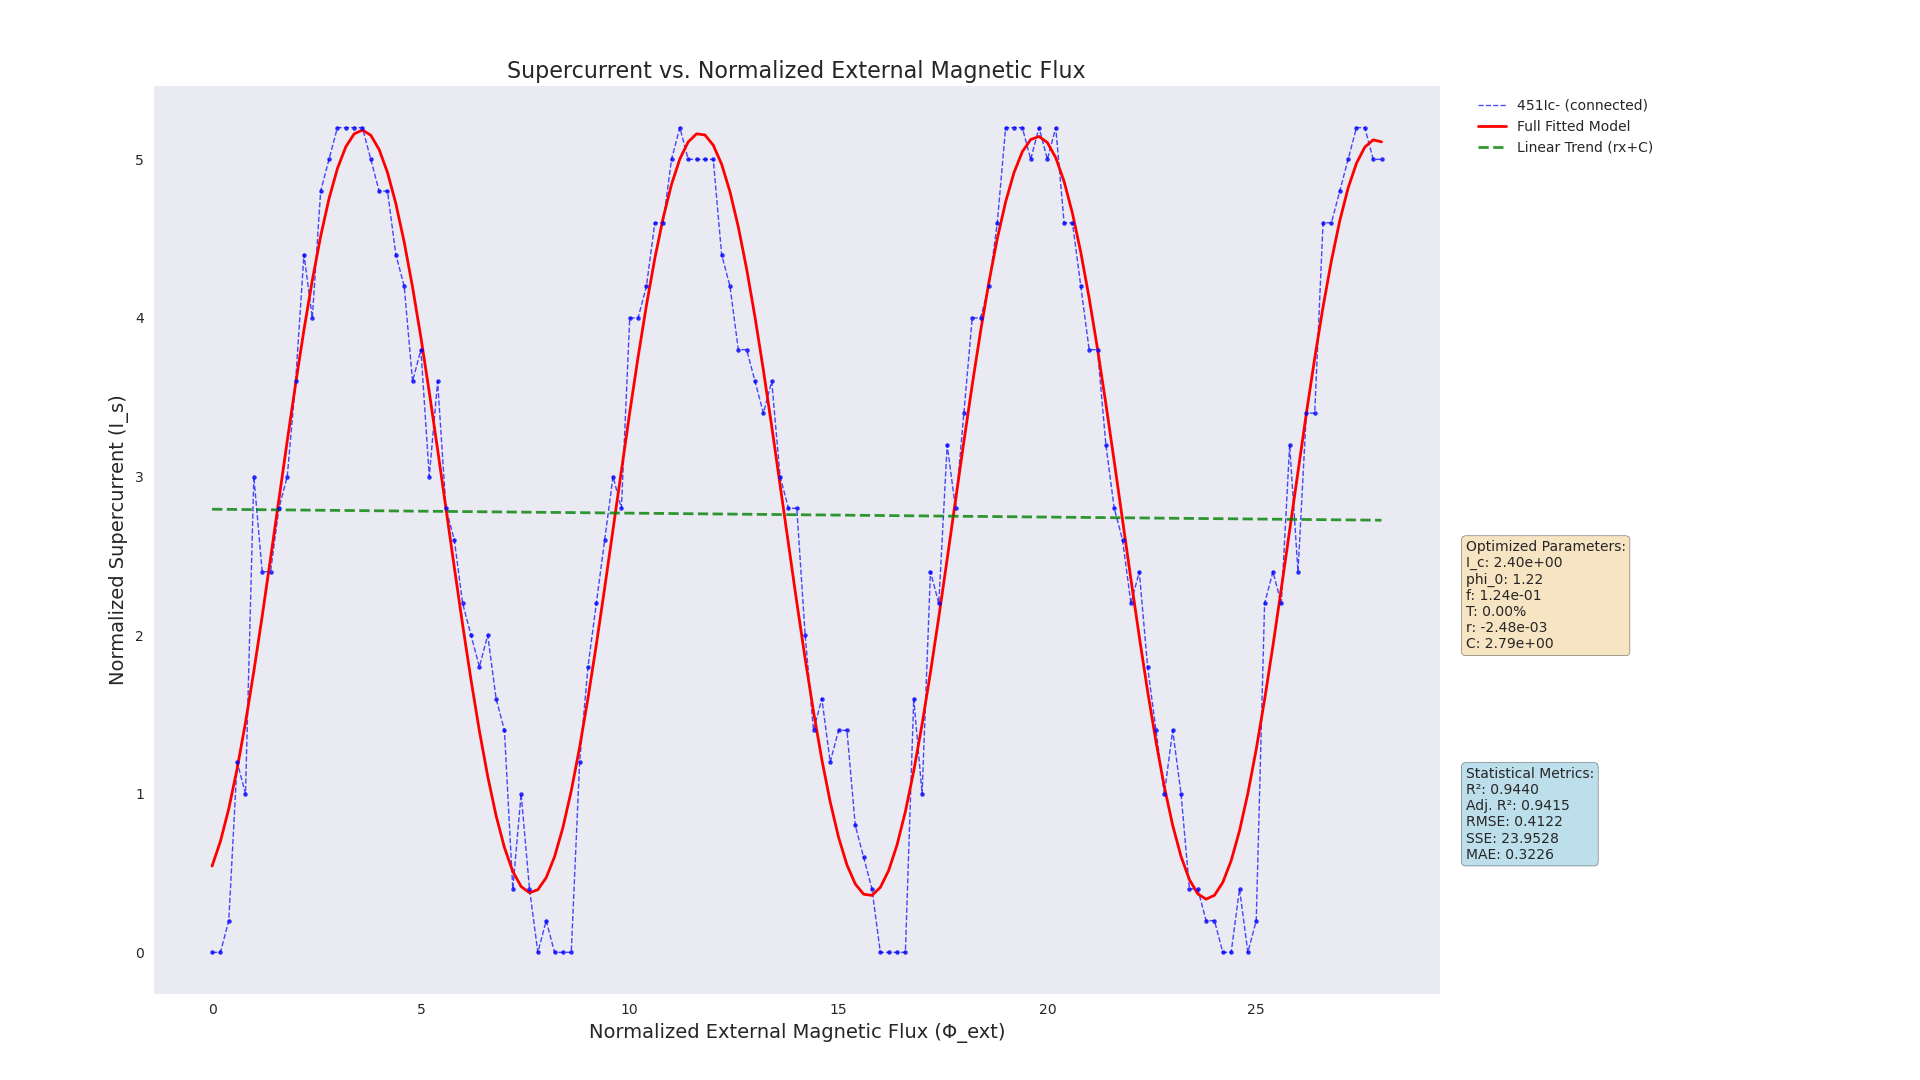 Supercurrent vs. Normalized External Magnetic Flux
451Ic- (connected)
Full Fitted Model
Linear Trend (rx+C)
Normalized Supercurrent (I_s)
5
4
3
2
1
0
0 5 10 15 20 25
Normalized External Magnetic Flux (Φ_ext)
Optimized Parameters:
I_c: 2.40e+00
phi_0: 1.22
f: 1.24e-01
T: 0.00%
r: -2.48e-03
C: 2.79e+00
Statistical Metrics:
R²: 0.9440
Adj. R²: 0.9415
RMSE: 0.4122
SSE: 23.9528
MAE: 0.3226